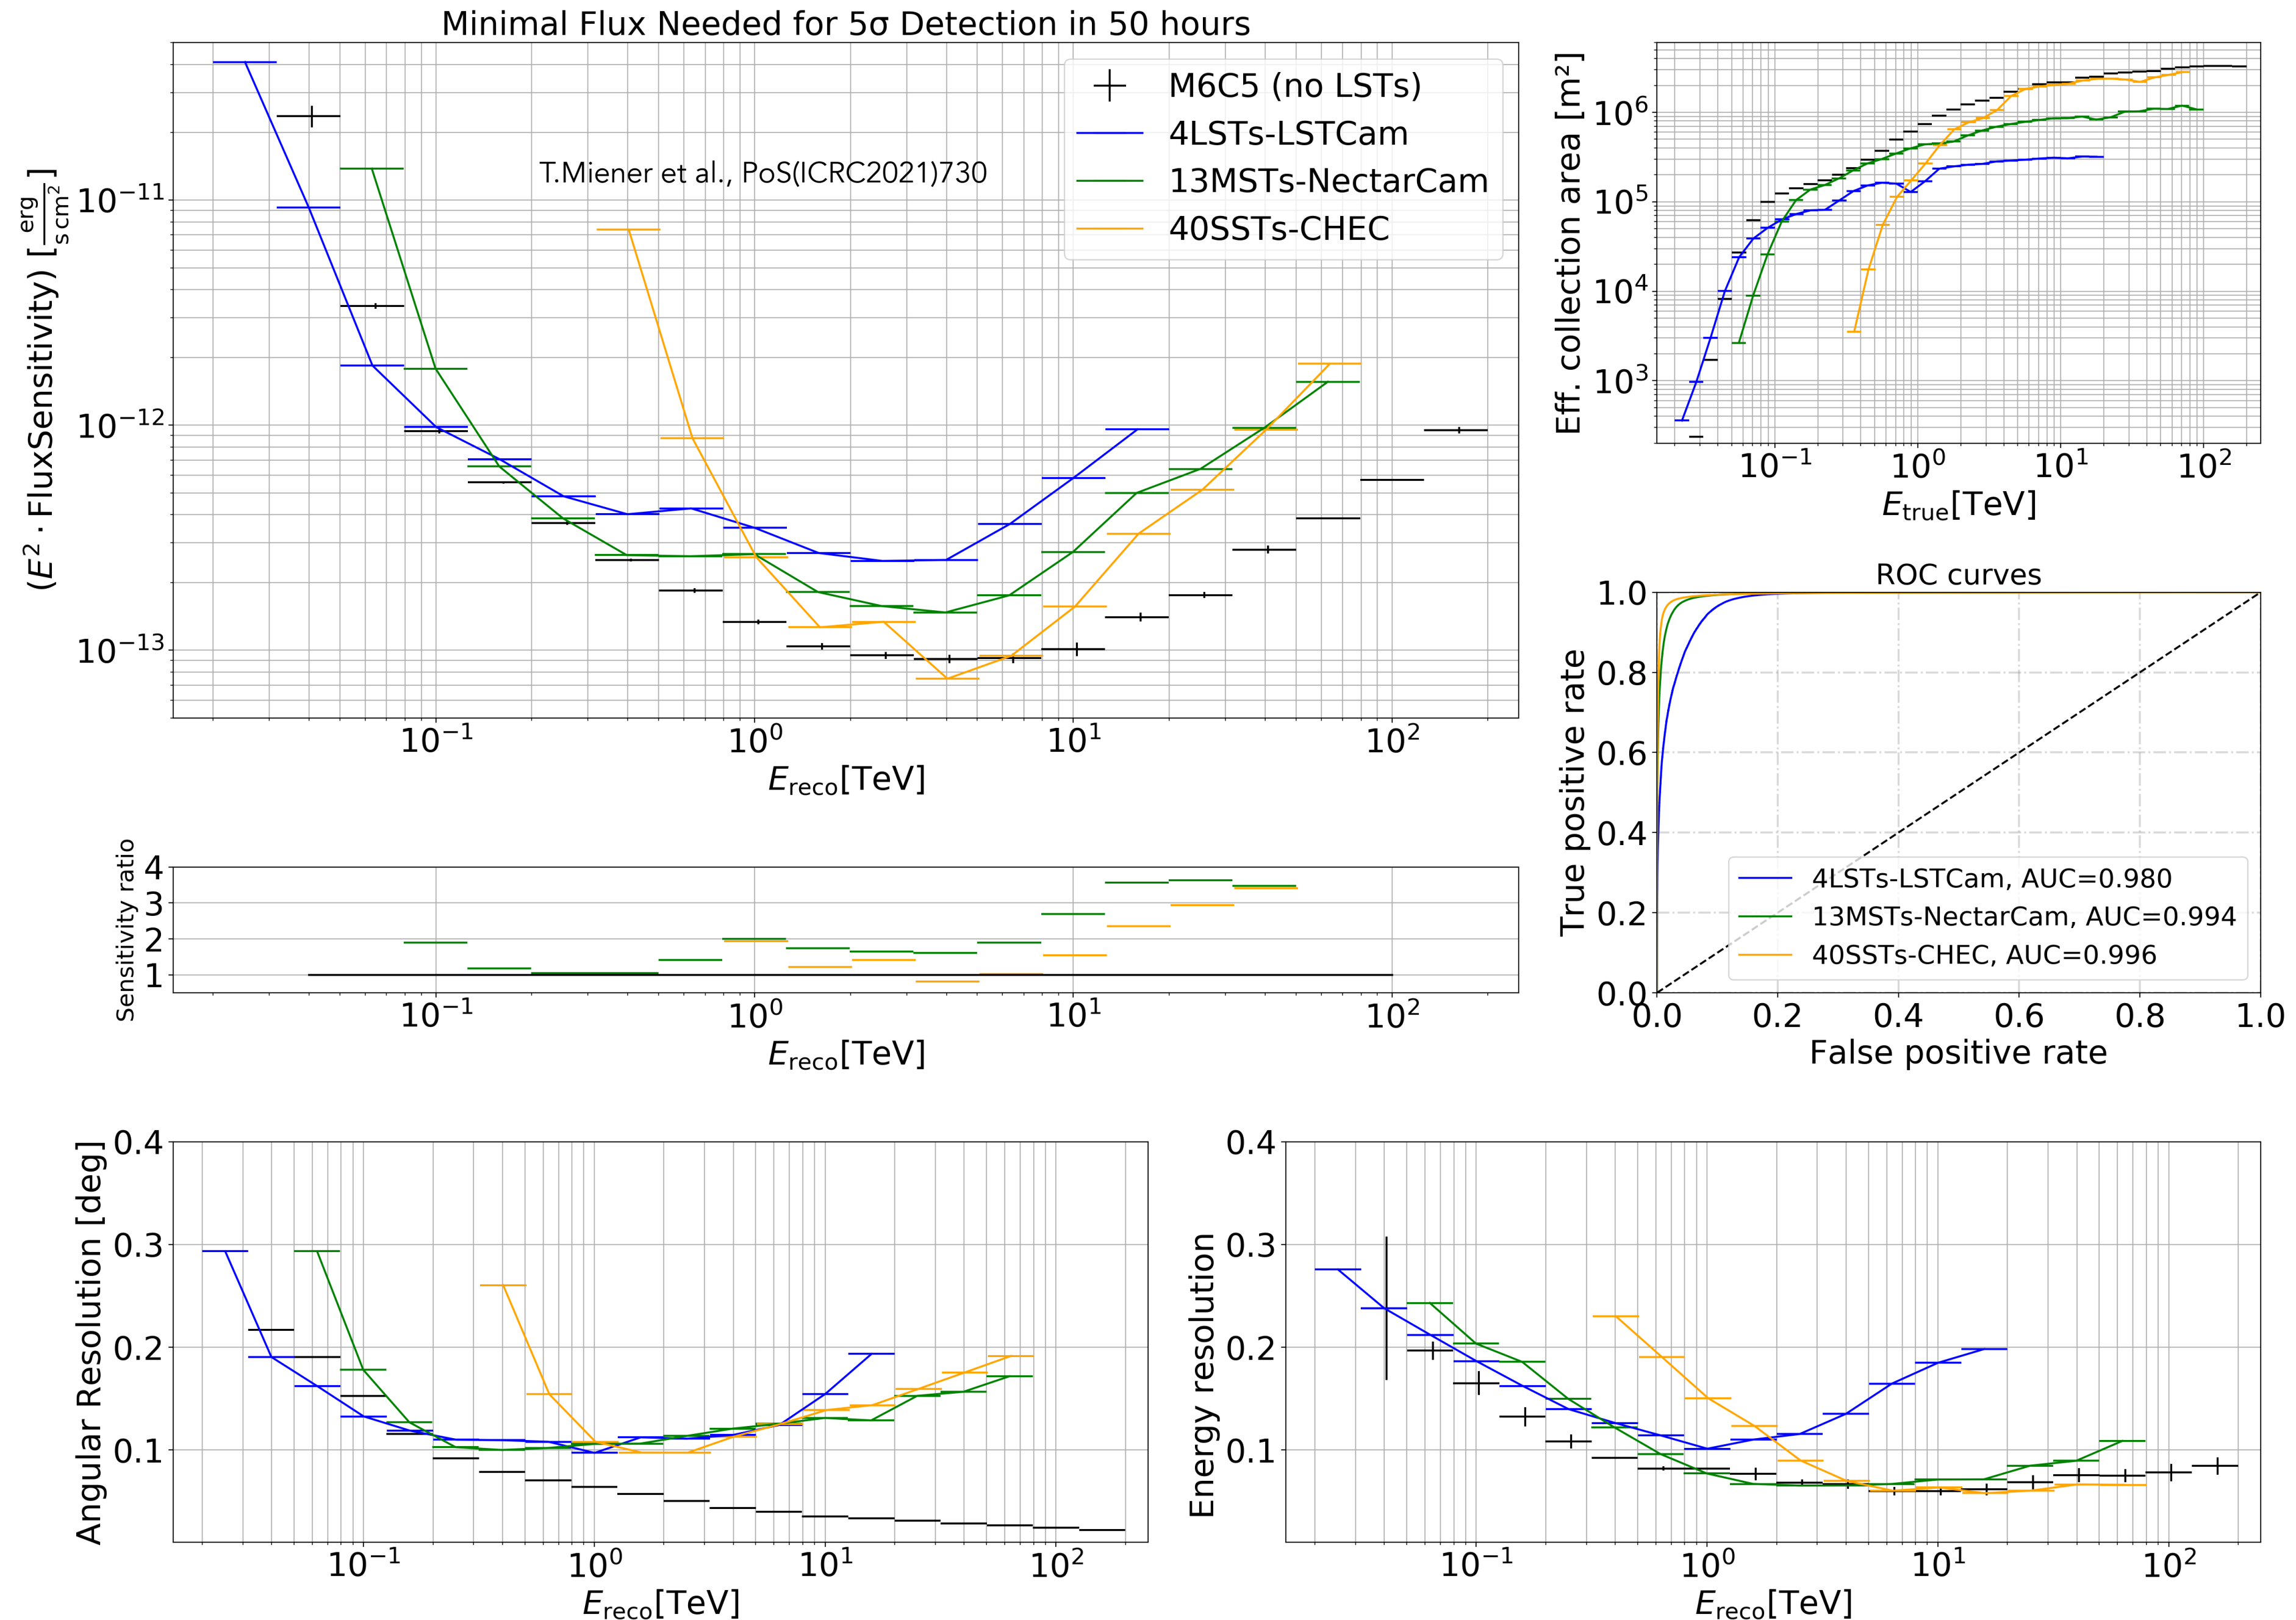 Minimal Flux Needed for 5σ Detection in 50 hours
(E² · FluxSensitivity) [erg / s cm²]
10⁻¹¹
10⁻¹²
10⁻¹³
T.Miener et al., PoS(ICRC2021)730
M6C5 (no LSTs)
4LSTs-LSTCam
13MSTs-NectarCam
40SSTs-CHEC
10⁻¹ 10⁰ 10¹ 10²
E_reco[TeV]
Eff. collection area [m²]
10⁶
10⁵
10⁴
10³
10⁻¹ 10⁰ 10¹ 10²
E_true[TeV]
Sensitivity ratio
4
3
2
1
10⁻¹ 10⁰ 10¹ 10²
E_reco[TeV]
ROC curves
True positive rate
1.0
0.8
0.6
0.4
0.2
0.0
4LSTs-LSTCam, AUC=0.980
13MSTs-NectarCam, AUC=0.994
40SSTs-CHEC, AUC=0.996
0.0 0.2 0.4 0.6 0.8 1.0
False positive rate
Angular Resolution [deg]
0.4
0.3
0.2
0.1
10⁻¹ 10⁰ 10¹ 10²
E_reco[TeV]
Energy resolution
0.4
0.3
0.2
0.1
10⁻¹ 10⁰ 10¹ 10²
E_reco[TeV]